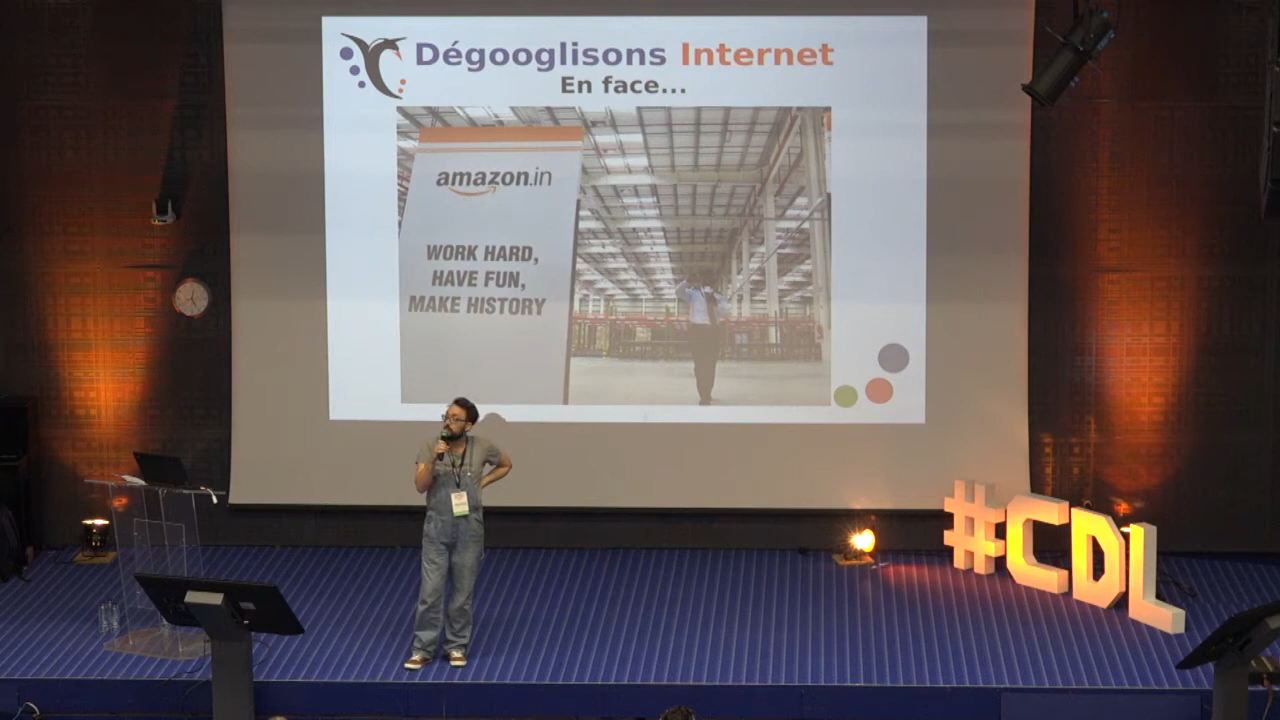 Dégooglisons Internet
En face...
amazon.in
WORK HARD,
HAVE FUN,
MAKE HISTORY
#CDL